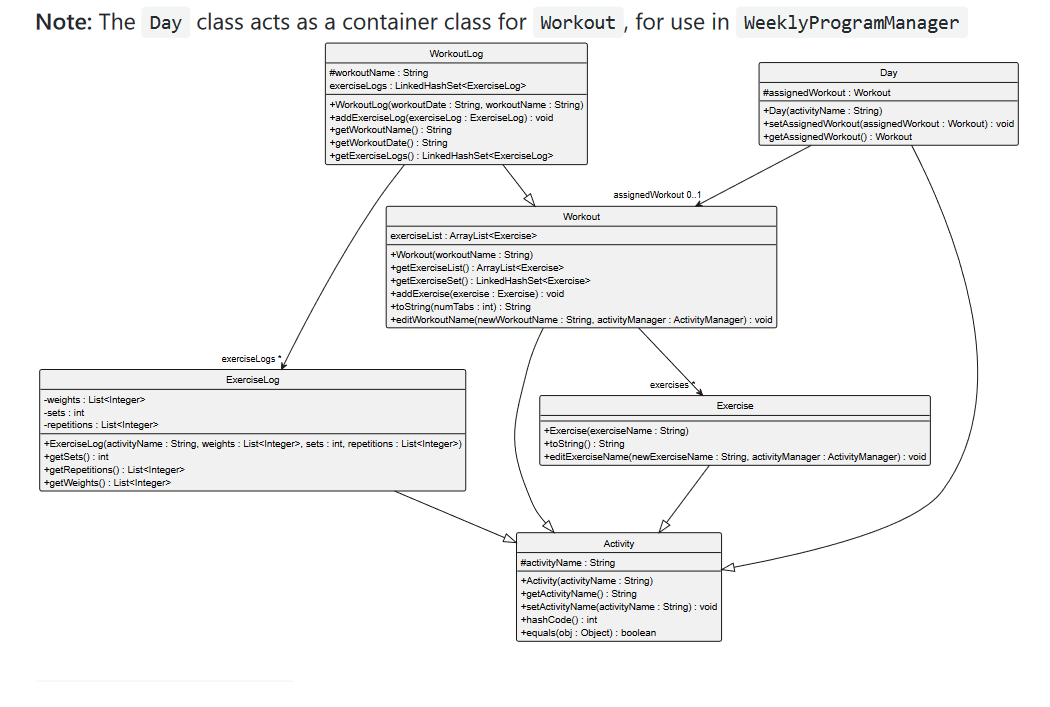 Note: The Day class acts as a container class for Workout, for use in WeeklyProgramManager
WorkoutLog
#workoutName : String
exerciseLogs : LinkedHashSet<ExerciseLog>
+WorkoutLog(workoutDate : String, workoutName : String)
+addExerciseLog(exerciseLog : ExerciseLog) : void
+getWorkoutName() : String
+getWorkoutDate() : String
+getExerciseLogs() : LinkedHashSet<ExerciseLog>
Day
#assignedWorkout : Workout
+Day(activityName : String)
+setAssignedWorkout(assignedWorkout : Workout) : void
+getAssignedWorkout() : Workout
assignedWorkout 0..1
Workout
exerciseList : ArrayList<Exercise>
+Workout(workoutName : String)
+getExerciseList() : ArrayList<Exercise>
+getExerciseSet() : LinkedHashSet<Exercise>
+addExercise(exercise : Exercise) : void
+toString(numTabs : int) : String
+editWorkoutName(newWorkoutName : String, activityManager : ActivityManager) : void
exerciseLogs *
ExerciseLog
-weights : List<Integer>
-sets : int
-repetitions : List<Integer>
+ExerciseLog(activityName : String, weights : List<Integer>, sets : int, repetitions : List<Integer>)
+getSets() : int
+getRepetitions() : List<Integer>
+getWeights() : List<Integer>
exercises *
Exercise
+Exercise(exerciseName : String)
+toString() : String
+editExerciseName(newExerciseName : String, activityManager : ActivityManager) : void
Activity
#activityName : String
+Activity(activityName : String)
+getActivityName() : String
+setActivityName(activityName : String) : void
+hashCode() : int
+equals(obj : Object) : boolean